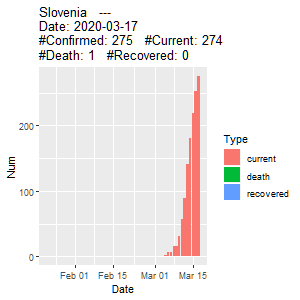 Slovenia   ---
Date: 2020-03-17
#Confirmed: 275   #Current: 274
#Death: 1   #Recovered: 0
200
100
0
Num
Feb 01
Feb 15
Mar 01
Mar 15
Date
Type
current
death
recovered